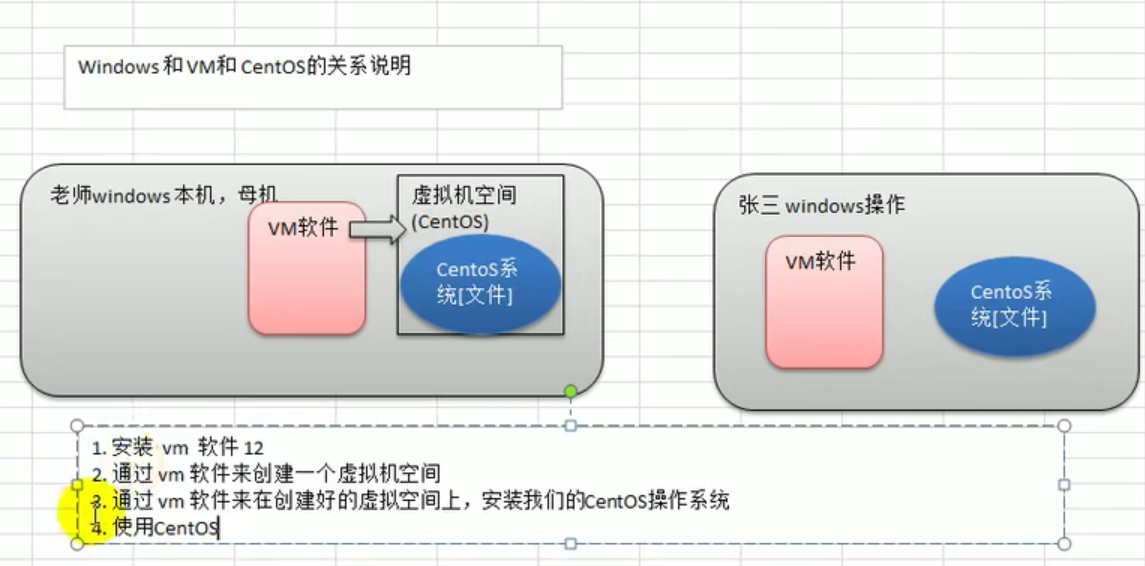 Windows 和 VM和 CentOS的关系说明
老师windows 本机，母机
VM软件
虚拟机空间
(CentOS)
CentoS系
统[文件]
张三 windows操作
VM软件
CentoS系
统[文件]
1. 安装 vm 软件 12
2. 通过 vm 软件来创建一个虚拟机空间
3. 通过 vm 软件来在创建好的虚拟空间上，安装我们的CentOS操作系统
4. 使用CentOS